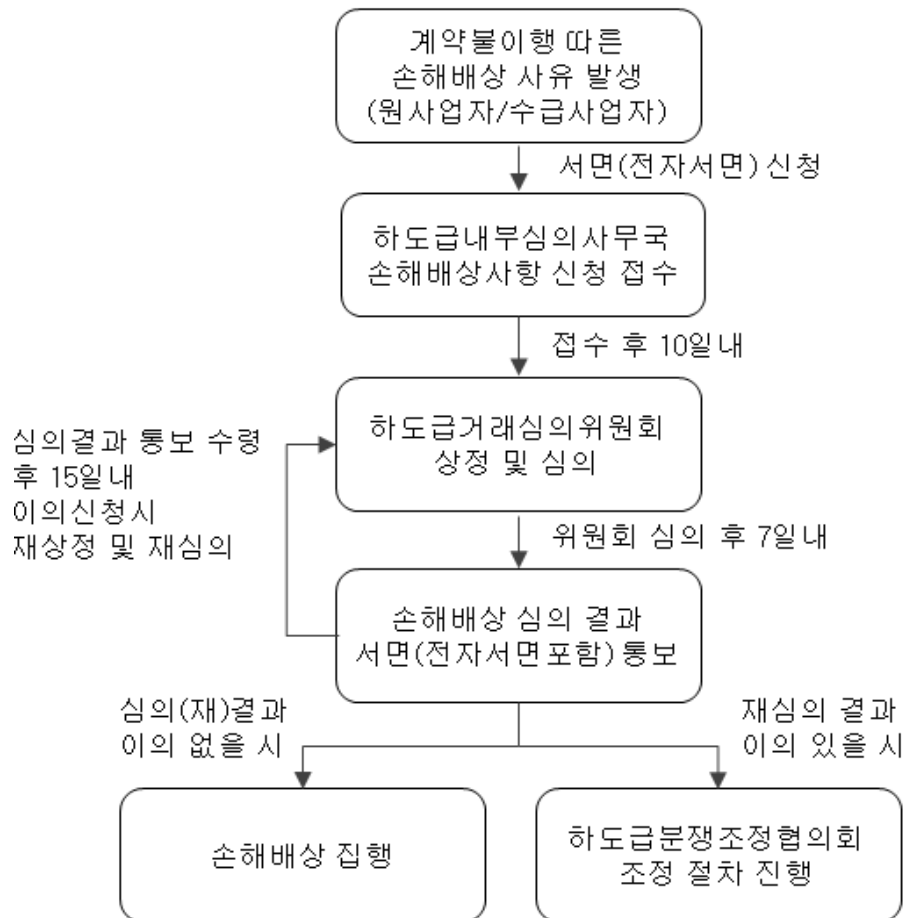 계약불이행 따른
손해배상 사유 발생
(원사업자/수급사업자)
서면(전자서면) 신청
하도급내부심의사무국
손해배상사항 신청 접수
접수 후 10일내
하도급거래심의위원회
상정 및 심의
심의결과 통보 수령
후 15일내
이의신청시
재상정 및 재심의
위원회 심의 후 7일내
손해배상 심의 결과
서면(전자서면포함) 통보
심의(재)결과
이의 없을 시
재심의 결과
이의 있을 시
손해배상 집행
하도급분쟁조정협의회
조정 절차 진행